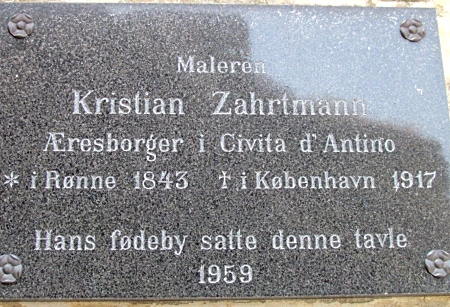 Maleren
Kristian Zahrtmann
Æresborger i Civita d'Antino
* i Rønne 1843 † i København 1917
Hans fødeby satte denne tavle
1959